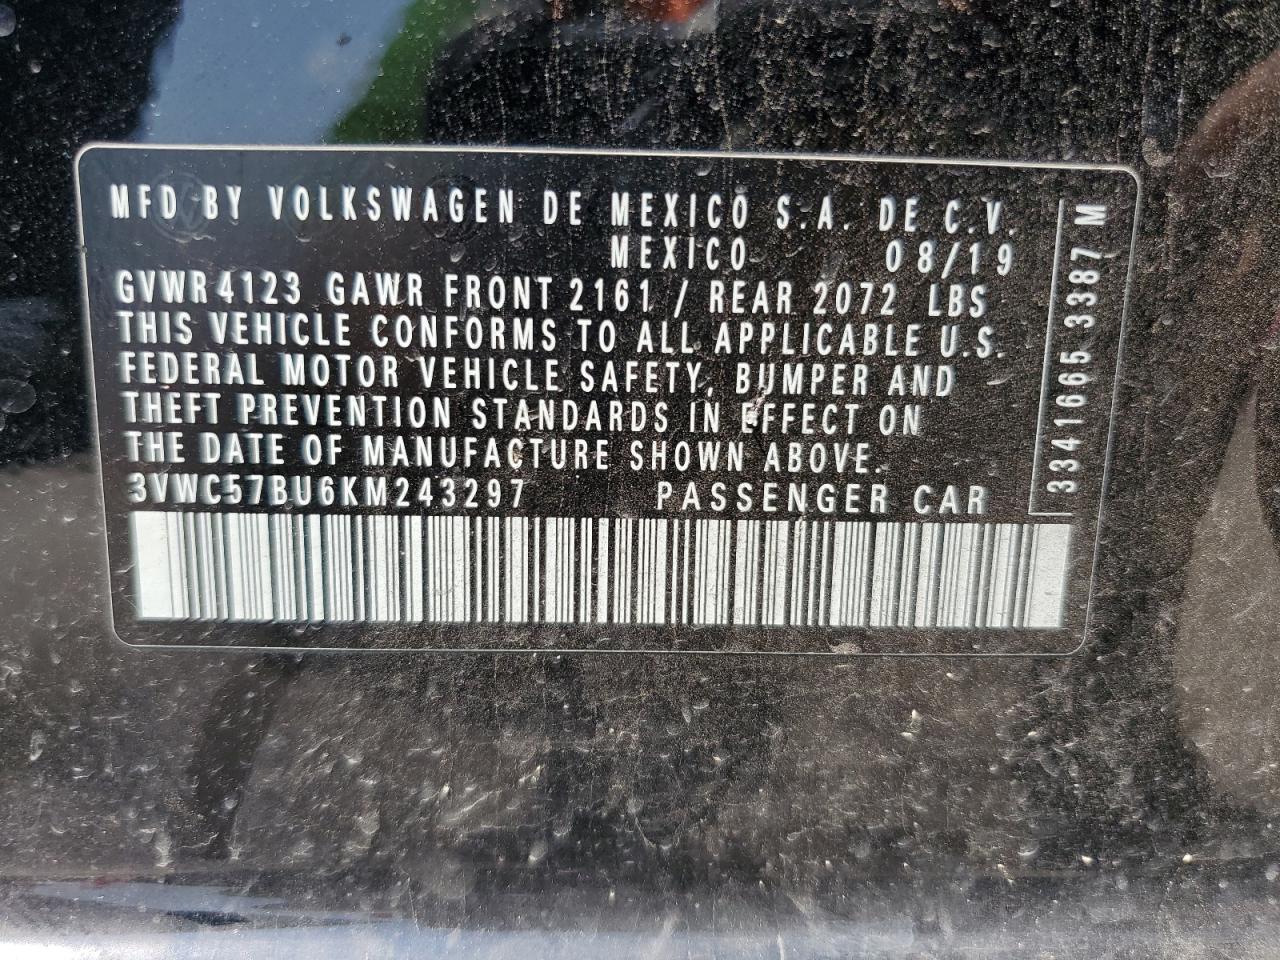 MFD BY VOLKSWAGEN DE MEXICO S.A. DE C.V.
MEXICO 08/19
GVWR 4123 GAWR FRONT 2161 / REAR 2072 LBS
THIS VEHICLE CONFORMS TO ALL APPLICABLE U.S.
FEDERAL MOTOR VEHICLE SAFETY, BUMPER AND
THEFT PREVENTION STANDARDS IN EFFECT ON
THE DATE OF MANUFACTURE SHOWN ABOVE.
3VWC57BU6KM243297 PASSENGER CAR
3341665 3387 M